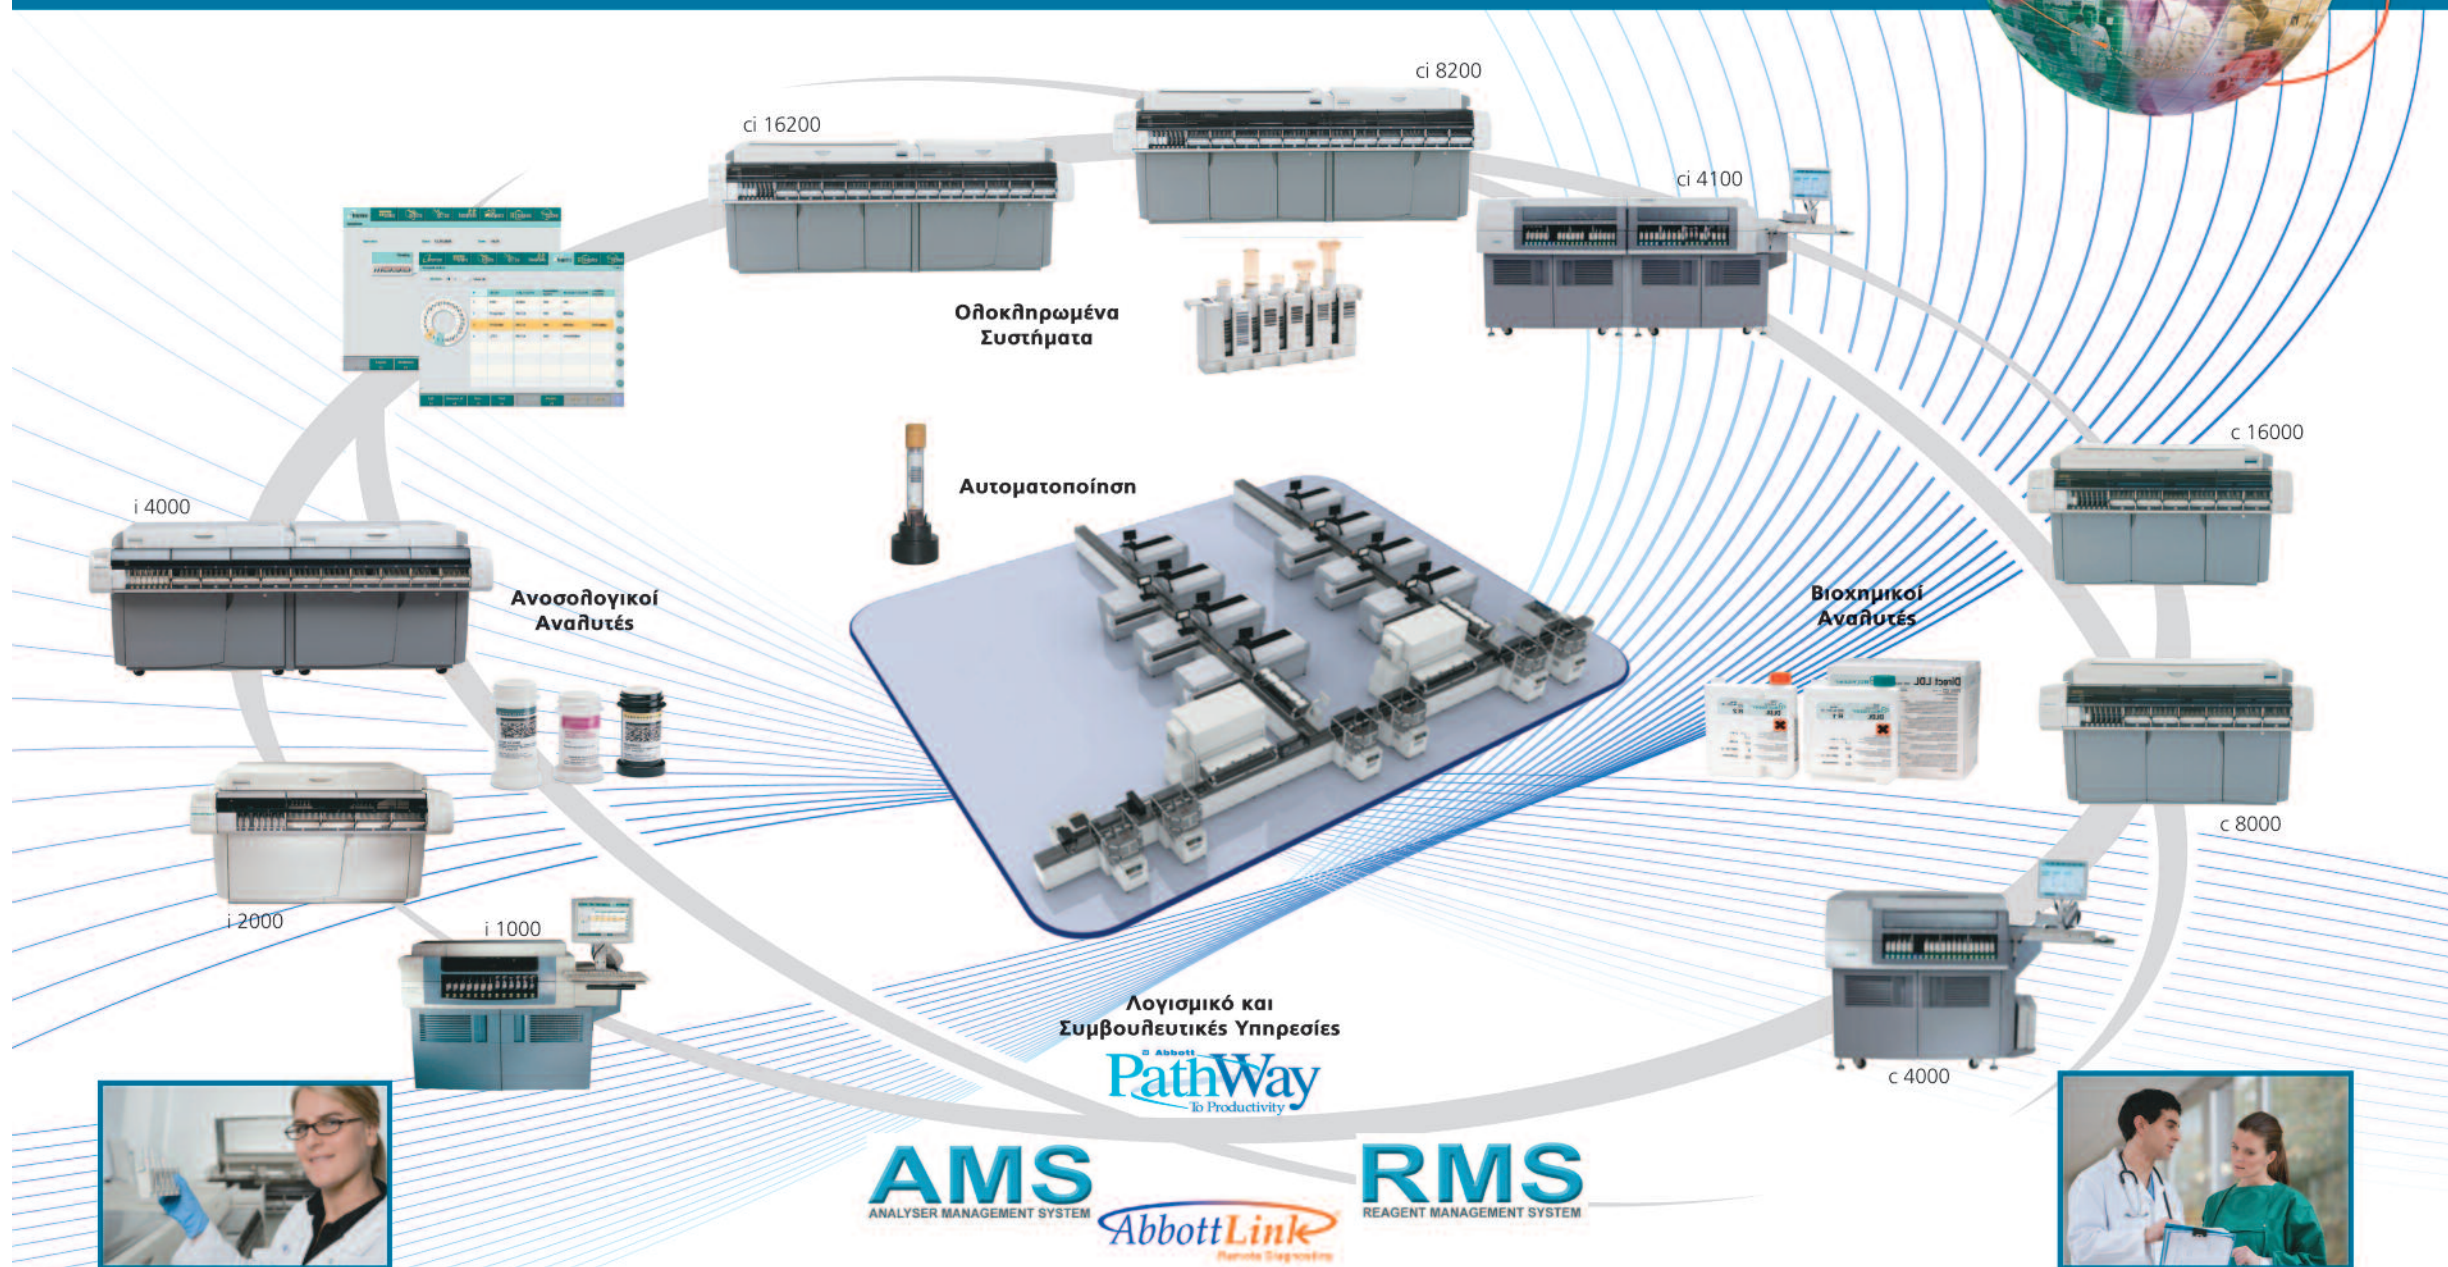 ci 8200
ci 16200
ci 4100
Ολοκληρωμένα
Συστήματα
c 16000
Αυτοματοποίηση
i 4000
Ανοσολογικοί
Αναλυτές
Βιοχημικοί
Αναλυτές
Direct LDL
c 8000
i 2000
i 1000
Λογισμικό και
Συμβουλευτικές Υπηρεσίες
Abbott
PathWay
To Productivity
c 4000
AMS
ANALYSER MANAGEMENT SYSTEM
RMS
REAGENT MANAGEMENT SYSTEM
AbbottLink
Remote Diagnostics